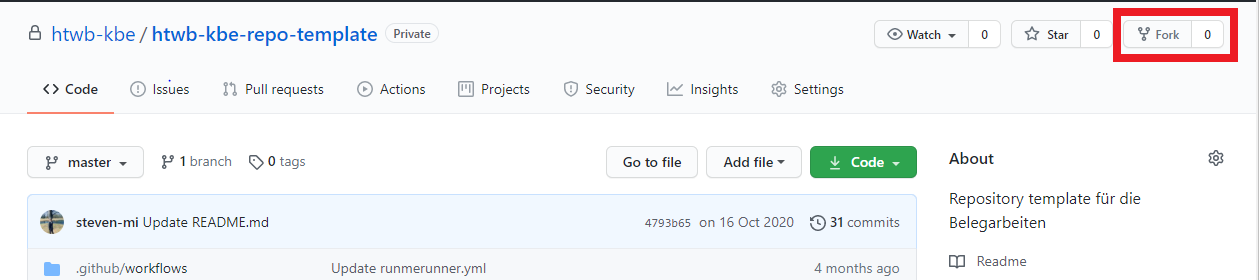 htwb-kbe / htwb-kbe-repo-template Private Watch 0 Star 0 Fork 0
Code Issues Pull requests Actions Projects Security Insights Settings
master 1 branch 0 tags Go to file Add file Code
About
steven-mi Update README.md 4793b65 on 16 Oct 2020 31 commits
Repository template für die
Belegarbeiten
.github/workflows Update runmerunner.yml 4 months ago
Readme